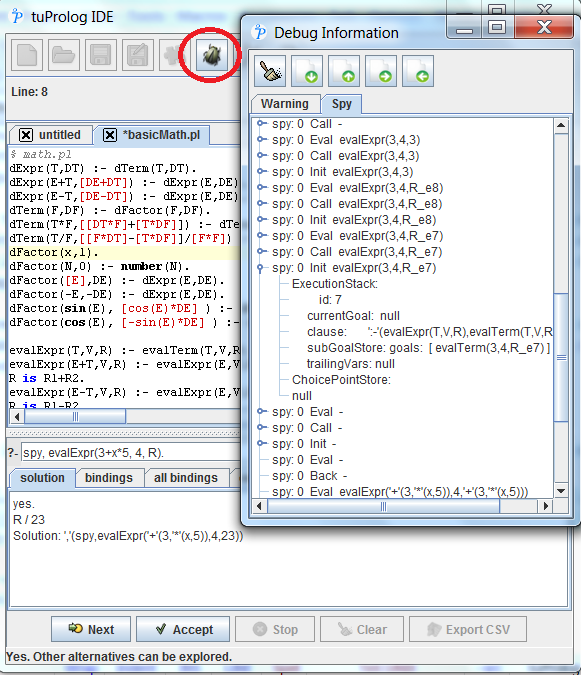 tuProlog IDE
Line: 8
untitled
*basicMath.pl
% math.pl
dExpr(T,DT) :- dTerm(T,DT).
dExpr(E+T,[DE+DT]) :- dExpr(E,DE)
dExpr(E-T,[DE-DT]) :- dExpr(E,DE)
dTerm(F,DF) :- dFactor(F,DF).
dTerm(T*F,[[DT*F]+[T*DF]]) :- dTe
dTerm(T/F,[[F*DT]-[T*DF]]/[F*F])
dFactor(x,1).
dFactor(N,0) :- number(N).
dFactor([E],DE) :- dExpr(E,DE).
dFactor(-E,-DE) :- dExpr(E,DE).
dFactor(sin(E), [cos(E)*DE] ) :-
dFactor(cos(E), [-sin(E)*DE] ) :-
evalExpr(T,V,R) :- evalTerm(T,V,R
evalExpr(E+T,V,R) :- evalExpr(E,V
R is R1+R2.
evalExpr(E-T,V,R) :- evalExpr(E,V
R is R1-R2
?- spy, evalExpr(3+x*5, 4, R).
solution
bindings
all bindings
yes.
R / 23
Solution: ','(spy,evalExpr('+'(3,'*'(x,5)),4,23))
Next
Accept
Stop
Clear
Export CSV
Yes. Other alternatives can be explored.
Debug Information
Warning
Spy
spy: 0 Call -
spy: 0 Eval evalExpr(3,4,3)
spy: 0 Call evalExpr(3,4,3)
spy: 0 Init evalExpr(3,4,3)
spy: 0 Eval evalExpr(3,4,R_e8)
spy: 0 Call evalExpr(3,4,R_e8)
spy: 0 Init evalExpr(3,4,R_e8)
spy: 0 Eval evalExpr(3,4,R_e7)
spy: 0 Call evalExpr(3,4,R_e7)
spy: 0 Init evalExpr(3,4,R_e7)
ExecutionStack:
id: 7
currentGoal: null
clause: ':-'(evalExpr(T,V,R),evalTerm(T,V,R
subGoalStore: goals: [ evalTerm(3,4,R_e7) ]
trailingVars: null
ChoicePointStore:
null
spy: 0 Eval -
spy: 0 Call -
spy: 0 Init -
spy: 0 Eval -
spy: 0 Back -
spy: 0 Eval evalExpr('+'(3,'*'(x,5)),4,'+'(3,'*'(x,5)))